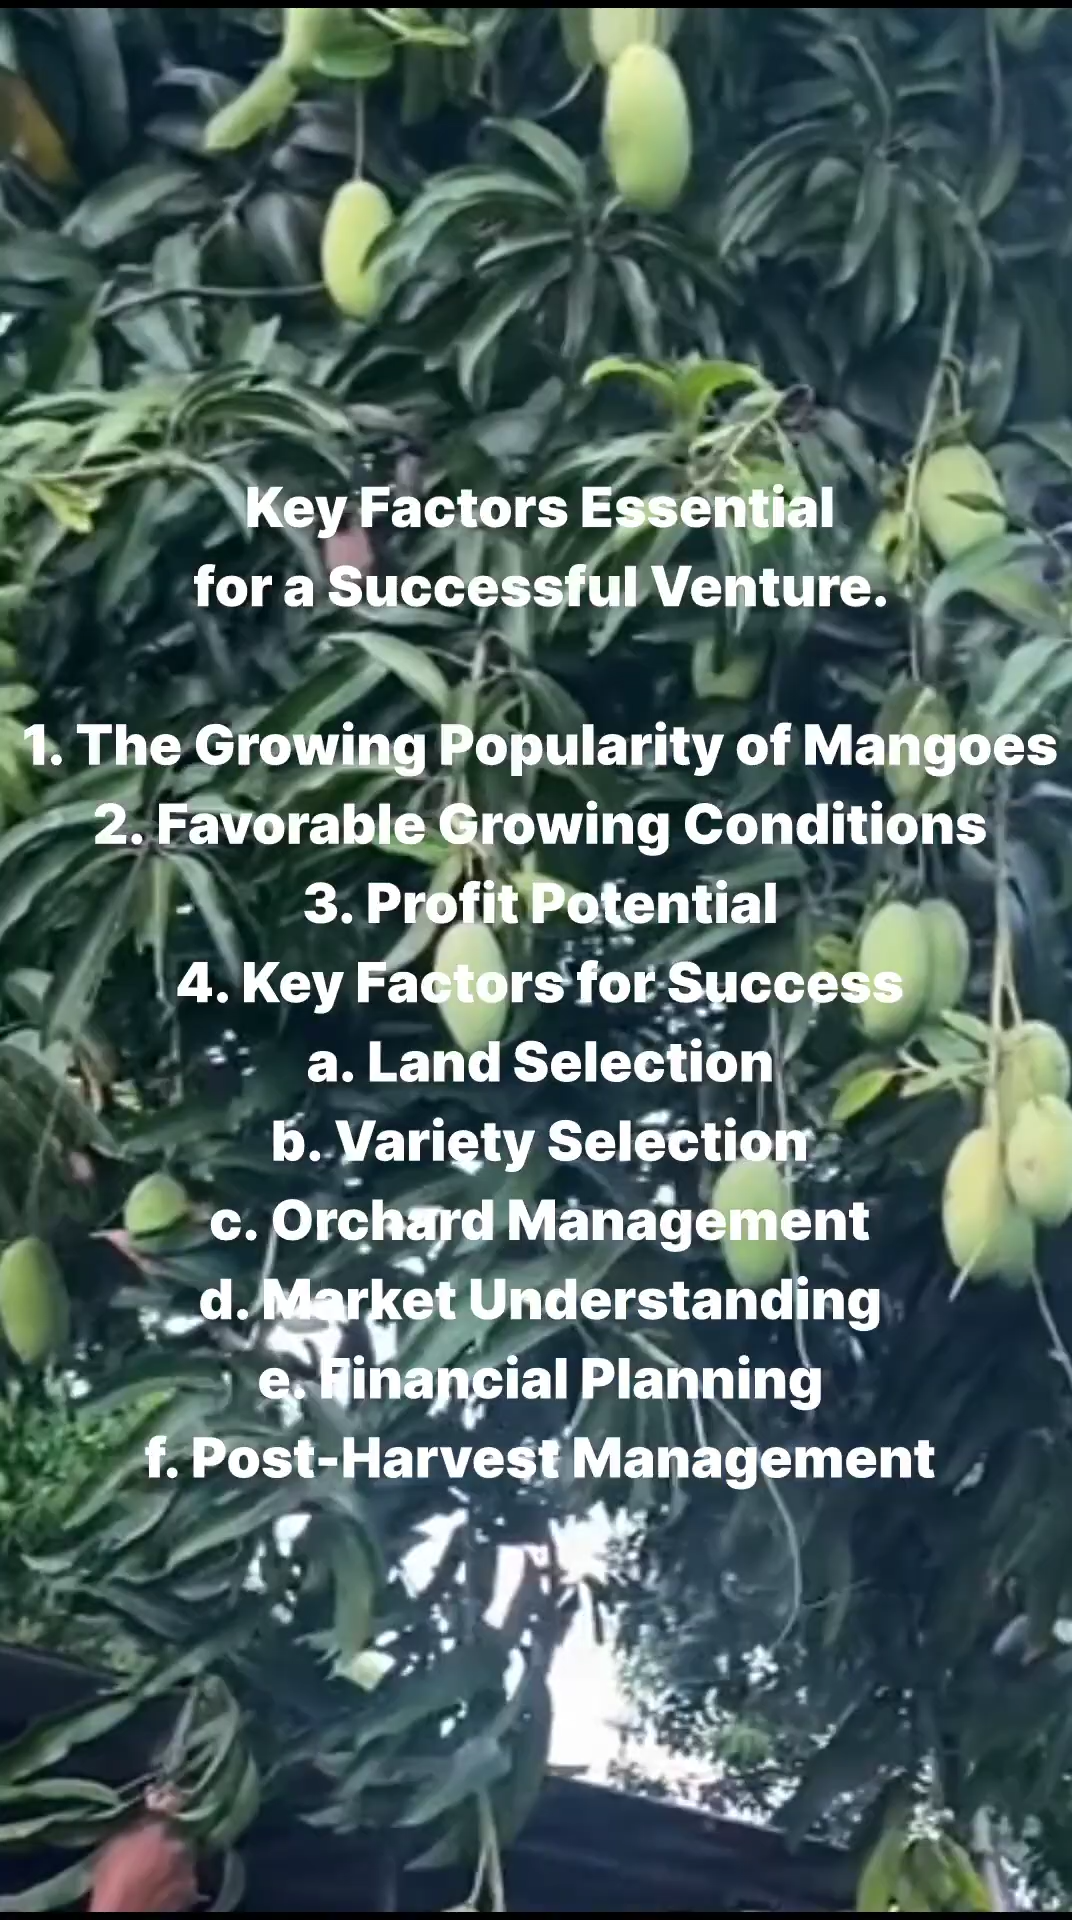 Key Factors Essential
for a Successful Venture.
1. The Growing Popularity of Mangoes
2. Favorable Growing Conditions
3. Profit Potential
4. Key Factors for Success
a. Land Selection
b. Variety Selection
c. Orchard Management
d. Market Understanding
e. Financial Planning
f. Post-Harvest Management